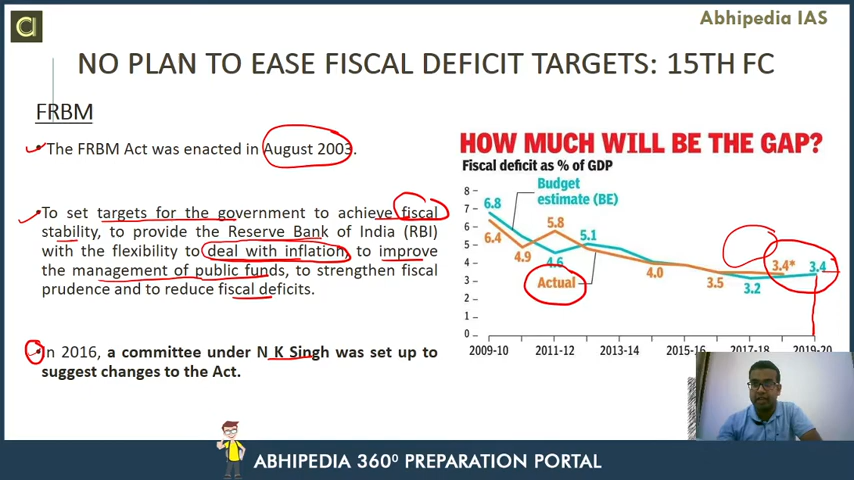 Abhipedia IAS
a
NO PLAN TO EASE FISCAL DEFICIT TARGETS: 15TH FC
FRBM
The FRBM Act was enacted in August 2003.
To set targets for the government to achieve fiscal
stability, to provide the Reserve Bank of India (RBI)
with the flexibility to deal with inflation, to improve
the management of public funds, to strengthen fiscal
prudence and to reduce fiscal deficits.
In 2016, a committee under N K Singh was set up to
suggest changes to the Act.
HOW MUCH WILL BE THE GAP?
Fiscal deficit as % of GDP
8
7
6
5
4
3
2
1
0
Budget
estimate (BE)
Actual
6.8
6.4
4.9
5.8
4.6
5.1
4.0
3.5
3.2
3.4*
3.4
2009-10 2011-12 2013-14 2015-16 2017-18 2019-20
ABHIPEDIA 360⁰ PREPARATION PORTAL